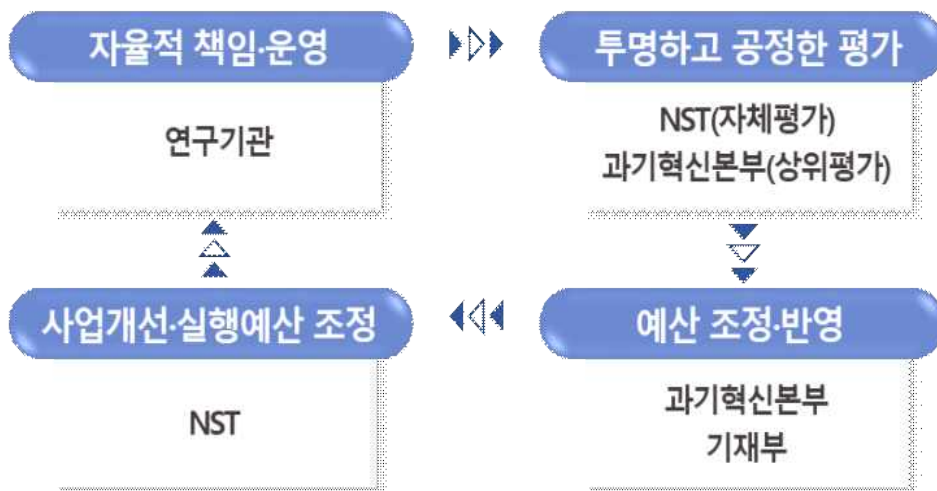 자율적 책임·운영
연구기관
투명하고 공정한 평가
NST(자체평가)
과기혁신본부(상위평가)
사업개선·실행예산 조정
NST
예산 조정·반영
과기혁신본부
기재부